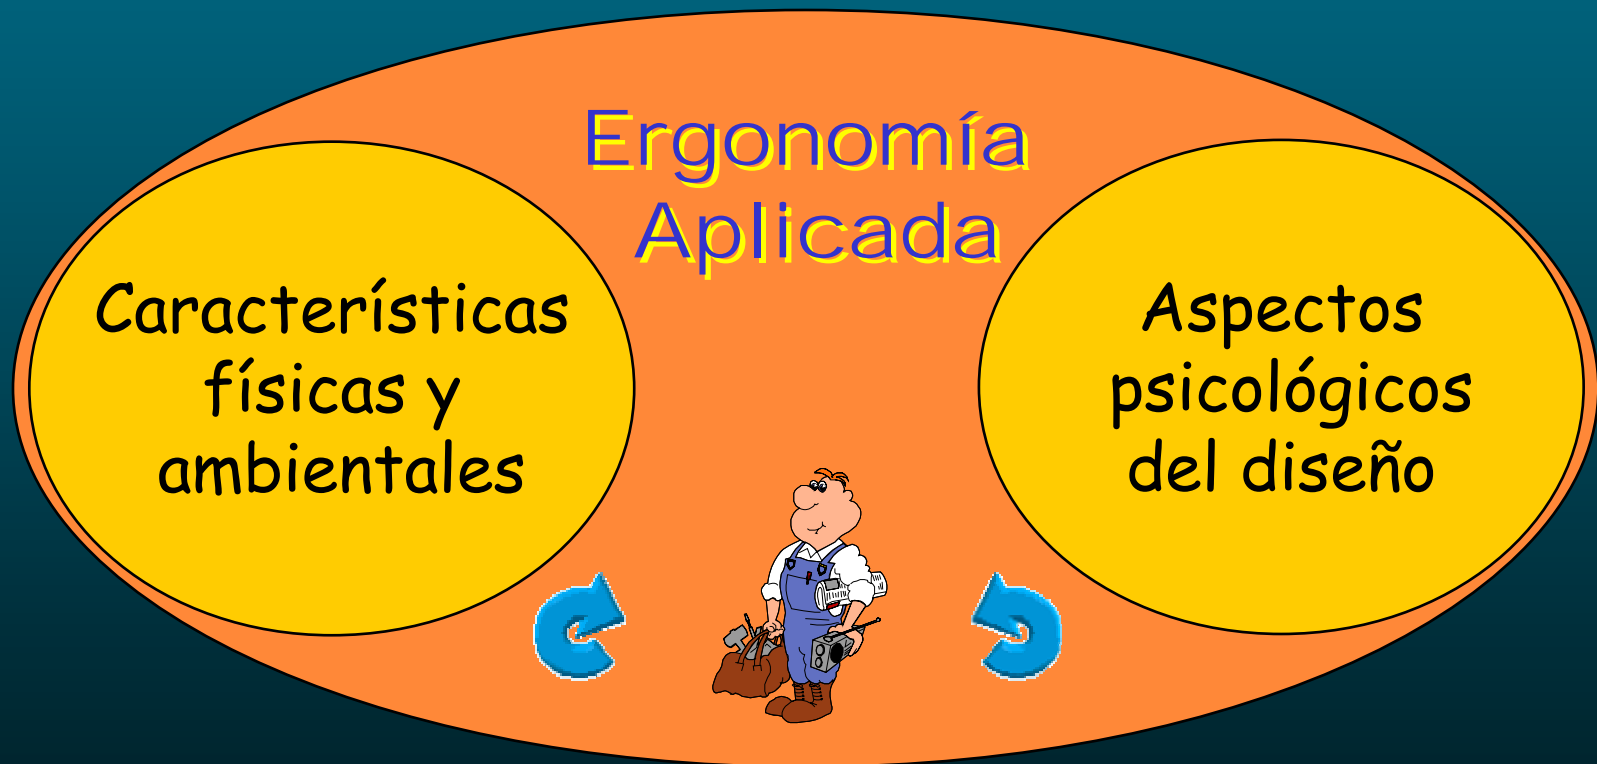 Ergonomía
Aplicada
Características
físicas y
ambientales
Aspectos
psicológicos
del diseño